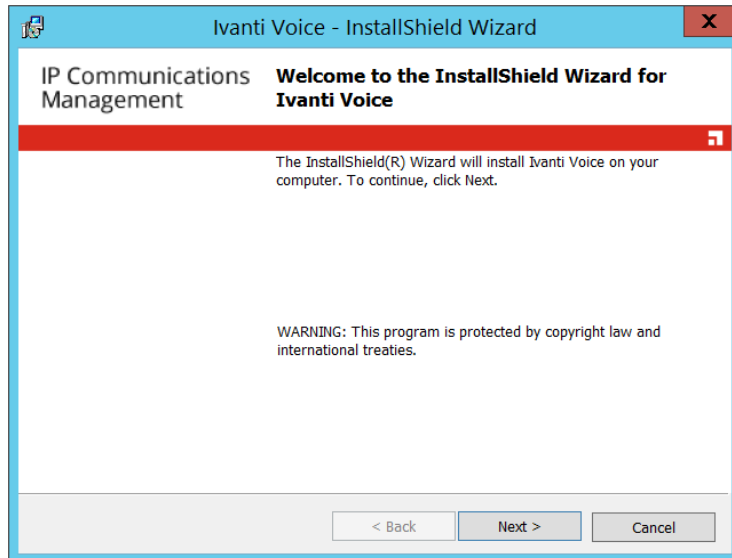 Ivanti Voice - InstallShield Wizard
X
IP Communications
Management
Welcome to the InstallShield Wizard for
Ivanti Voice
The InstallShield(R) Wizard will install Ivanti Voice on your
computer. To continue, click Next.
WARNING: This program is protected by copyright law and
international treaties.
< Back
Next >
Cancel